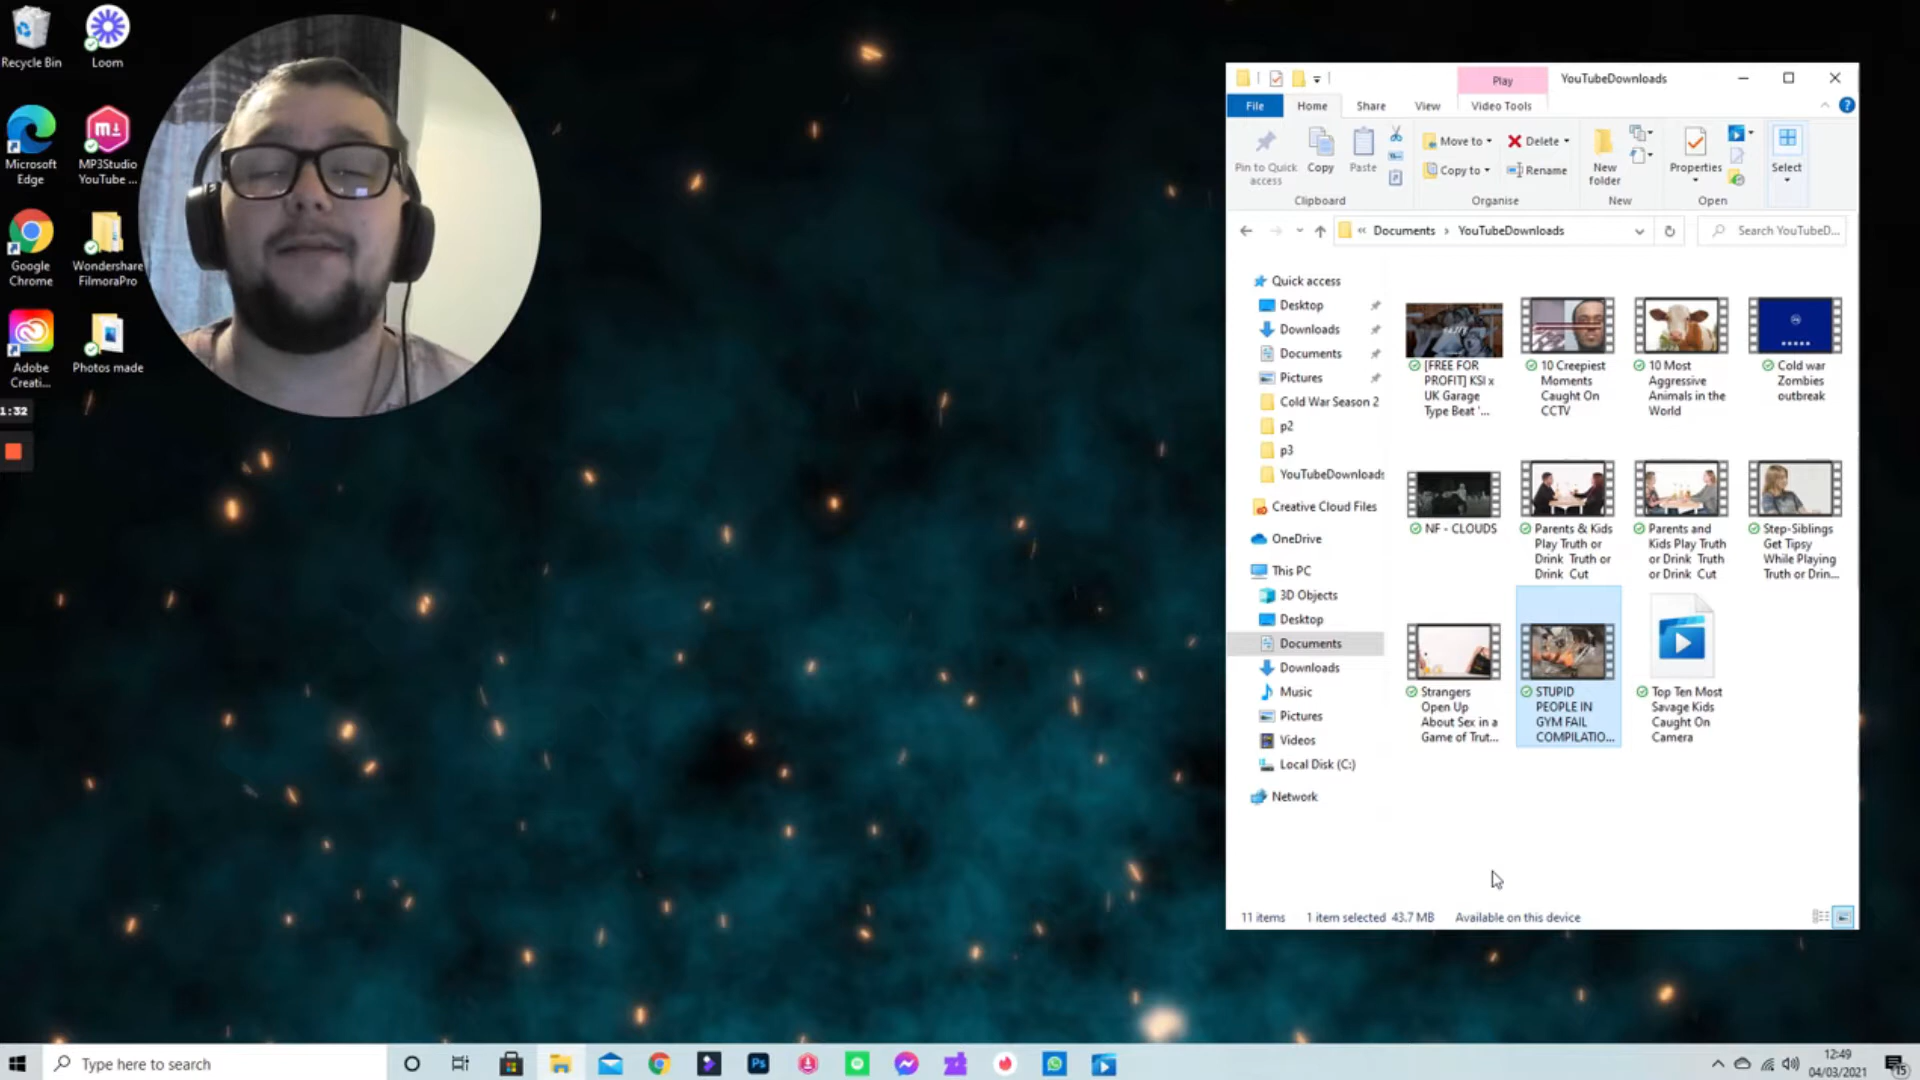 Recycle Bin
Loom
Microsoft
Edge
MP3Studio
YouTube ...
Google
Chrome
Wondershare
FilmoraPro
Adobe
Creati...
Photos made
1:32
Play
YouTubeDownloads
File
Home
Share
View
Video Tools
Pin to Quick
access
Copy
Paste
Move to
Copy to
Delete
Rename
New
folder
Properties
Select
Clipboard
Organise
New
Open
« Documents › YouTubeDownloads
Search YouTubeD...
Quick access
Desktop
Downloads
Documents
Pictures
Cold War Season 2
p2
p3
YouTubeDownloads
Creative Cloud Files
OneDrive
This PC
3D Objects
Desktop
Documents
Downloads
Music
Pictures
Videos
Local Disk (C:)
Network
[FREE FOR
PROFIT] KSI x
UK Garage
Type Beat '...
10 Creepiest
Moments
Caught On
CCTV
10 Most
Aggressive
Animals in the
World
Cold war
Zombies
outbreak
NF - CLOUDS
Parents & Kids
Play Truth or
Drink Truth or
Drink Cut
Parents and
Kids Play Truth
or Drink Truth
or Drink Cut
Step-Siblings
Get Tipsy
While Playing
Truth or Drin...
Strangers
Open Up
About Sex in a
Game of Trut...
STUPID
PEOPLE IN
GYM FAIL
COMPILATIO...
Top Ten Most
Savage Kids
Caught On
Camera
11 items
1 item selected 43.7 MB
Available on this device
Type here to search
Ps
12:49
04/03/2021
15